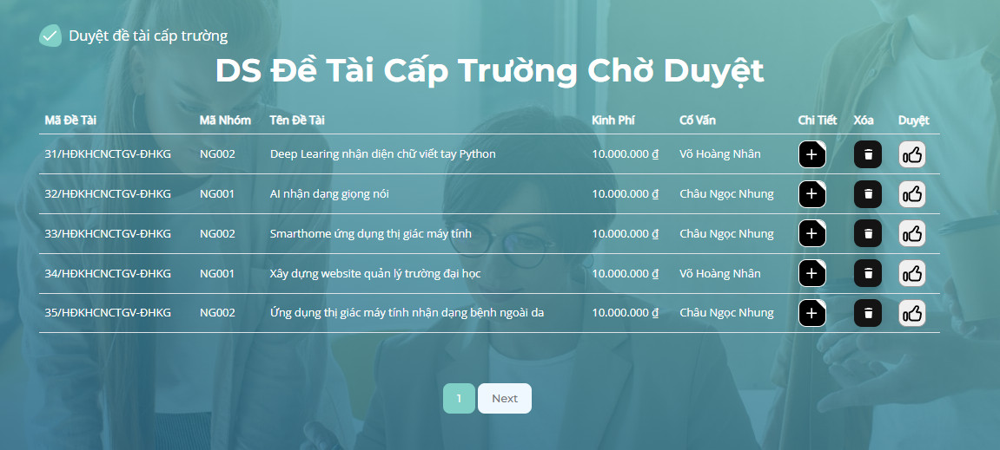 Duyệt đề tài cấp trường
DS Đề Tài Cấp Trường Chờ Duyệt
Mã Đề Tài Mã Nhóm Tên Đề Tài Kinh Phí Cố Vấn Chi Tiết Xóa Duyệt
31/HĐKHCNCTGV-ĐHKG NG002 Deep Learing nhận diện chữ viết tay Python 10.000.000 ₫ Võ Hoàng Nhân
32/HĐKHCNCTGV-ĐHKG NG001 AI nhận dạng giọng nói 10.000.000 ₫ Châu Ngọc Nhung
33/HĐKHCNCTGV-ĐHKG NG002 Smarthome ứng dụng thị giác máy tính 10.000.000 ₫ Châu Ngọc Nhung
34/HĐKHCNCTGV-ĐHKG NG001 Xây dựng website quản lý trường đại học 10.000.000 ₫ Võ Hoàng Nhân
35/HĐKHCNCTGV-ĐHKG NG002 Ứng dụng thị giác máy tính nhận dạng bệnh ngoài da 10.000.000 ₫ Châu Ngọc Nhung
1 Next